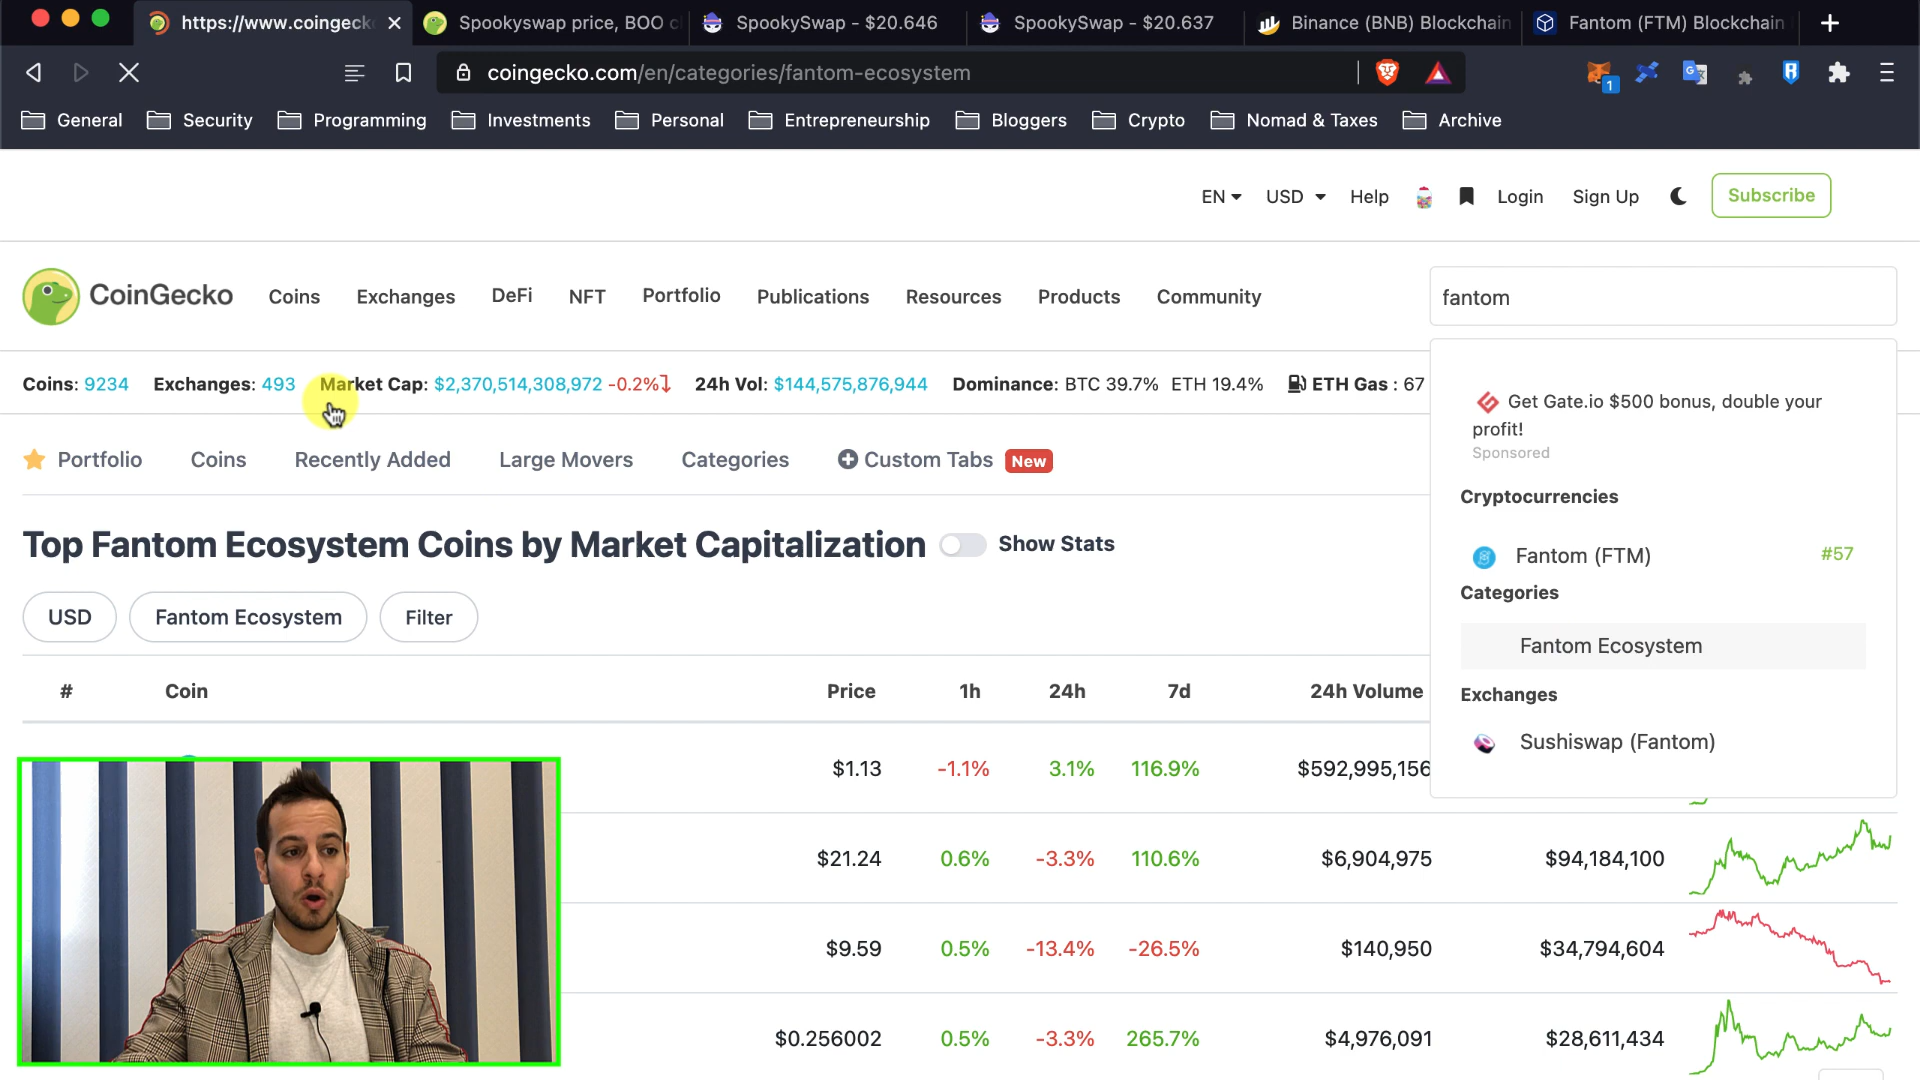 https://www.coingeck
Spookyswap price, BOO c
SpookySwap - $20.646
SpookySwap - $20.637
Binance (BNB) Blockchain
Fantom (FTM) Blockchain
coingecko.com/en/categories/fantom-ecosystem
1
General
Security
Programming
Investments
Personal
Entrepreneurship
Bloggers
Crypto
Nomad & Taxes
Archive
EN
USD
Help
Login
Sign Up
Subscribe
CoinGecko
Coins
Exchanges
DeFi
NFT
Portfolio
Publications
Resources
Products
Community
fantom
Coins: 9234
Exchanges: 493
Market Cap: $2,370,514,308,972 -0.2%
24h Vol: $144,575,876,944
Dominance: BTC 39.7% ETH 19.4%
ETH Gas : 67
Get Gate.io $500 bonus, double your
profit!
Sponsored
Portfolio
Coins
Recently Added
Large Movers
Categories
Custom Tabs
New
Cryptocurrencies
Fantom (FTM)
#57
Categories
Fantom Ecosystem
Exchanges
Sushiswap (Fantom)
Top Fantom Ecosystem Coins by Market Capitalization
Show Stats
USD
Fantom Ecosystem
Filter
# Coin Price 1h 24h 7d 24h Volume
$1.13 -1.1% 3.1% 116.9% $592,995,156
$21.24 0.6% -3.3% 110.6% $6,904,975 $94,184,100
$9.59 0.5% -13.4% -26.5% $140,950 $34,794,604
$0.256002 0.5% -3.3% 265.7% $4,976,091 $28,611,434